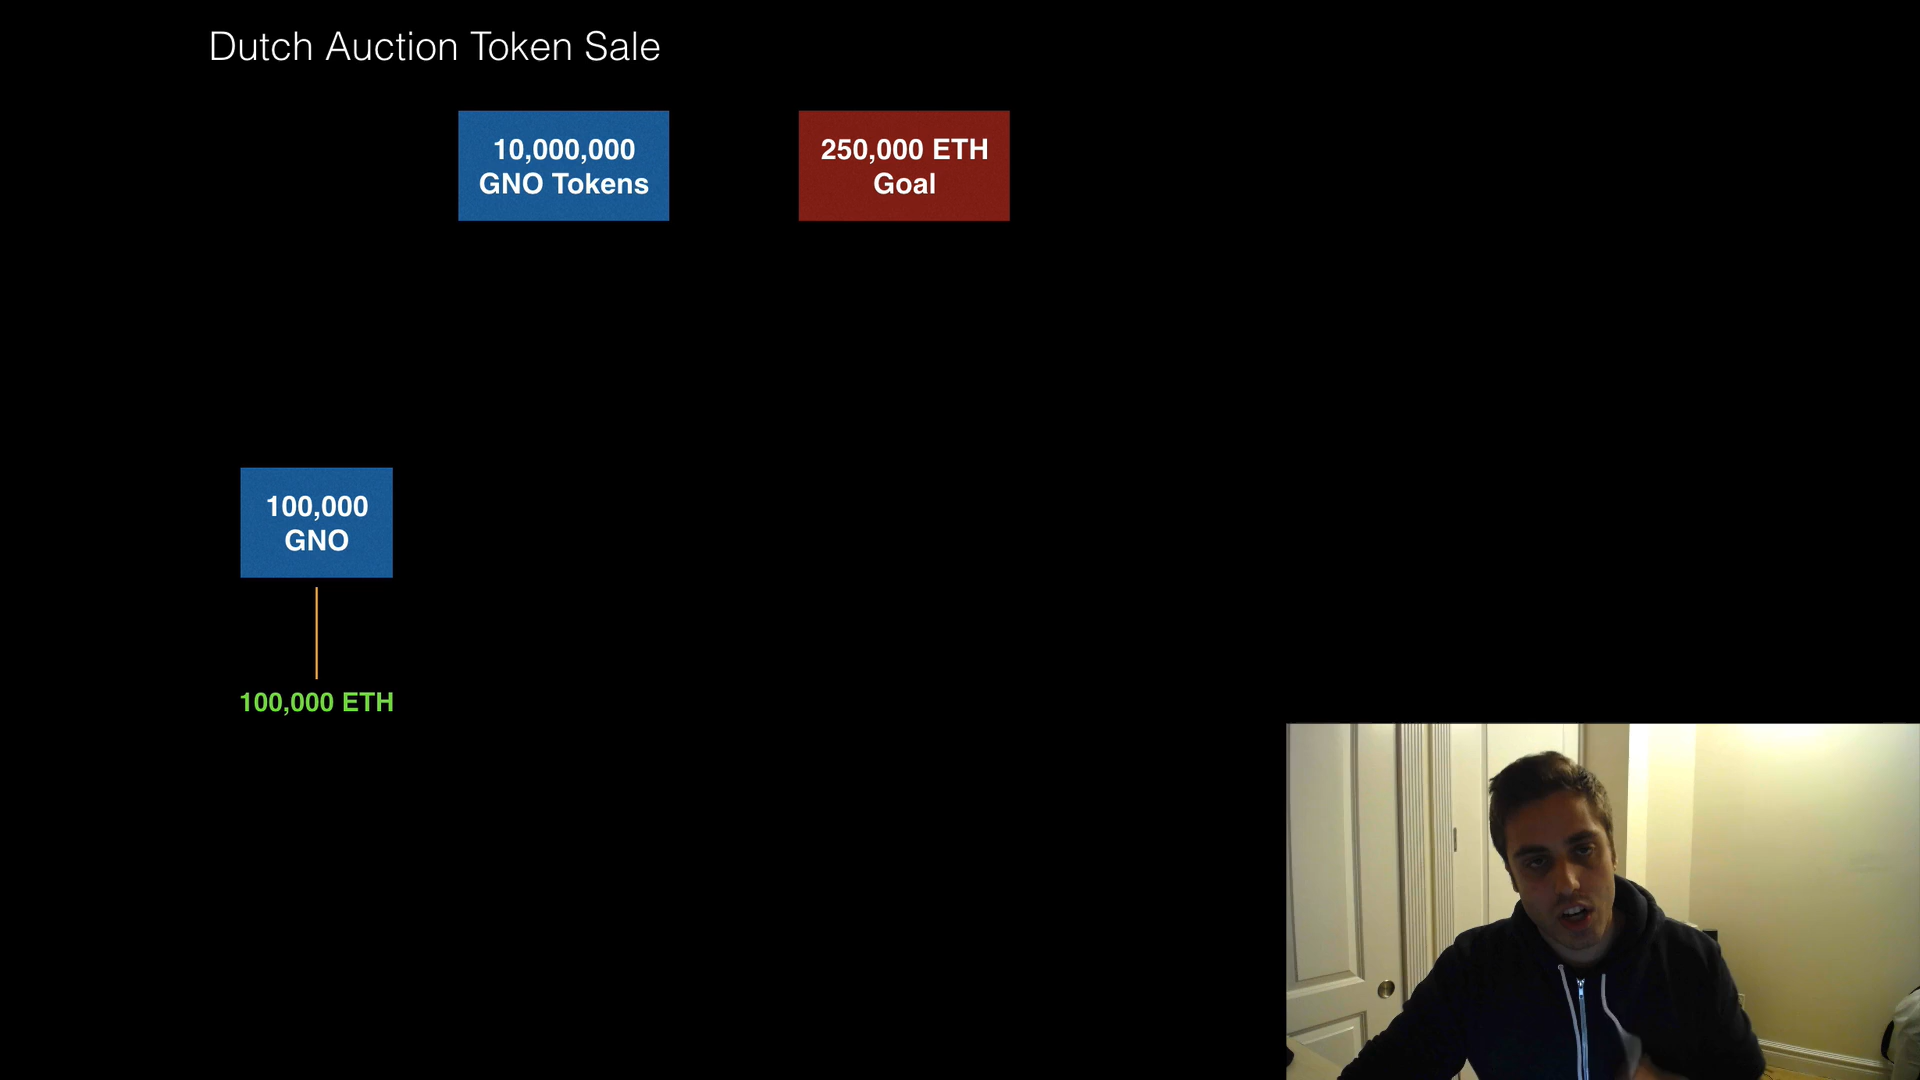 Dutch Auction Token Sale
10,000,000
GNO Tokens
250,000 ETH
Goal
100,000
GNO
100,000 ETH